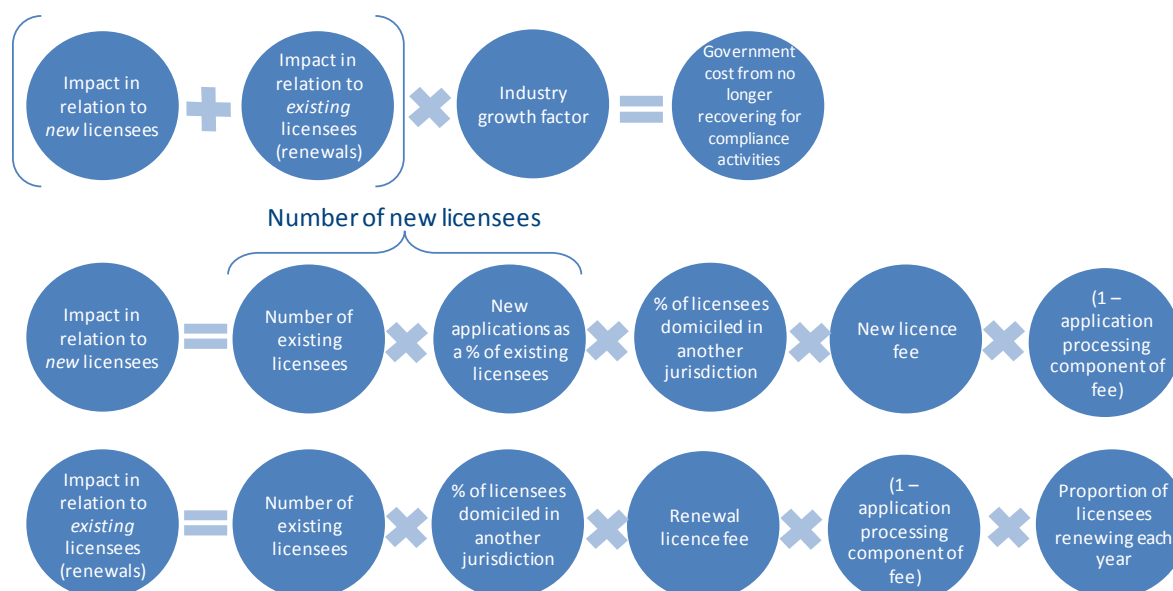 Impact in
relation to
new licensees
Impact in
relation to
existing
licensees
(renewals)
Industry
growth factor
Government
cost from no
longer
recovering for
compliance
activities
Number of new licensees
Impact in
relation to
new licensees
Number of
existing
licensees
New
applications as
a % of existing
licensees
% of licensees
domiciled in
another
jurisdiction
New licence
fee
(1 –
application
processing
component of
fee)
Impact in
relation to
existing
licensees
(renewals)
Number of
existing
licensees
% of licensees
domiciled in
another
jurisdiction
Renewal
licence fee
(1 –
application
processing
component of
fee)
Proportion of
licensees
renewing each
year